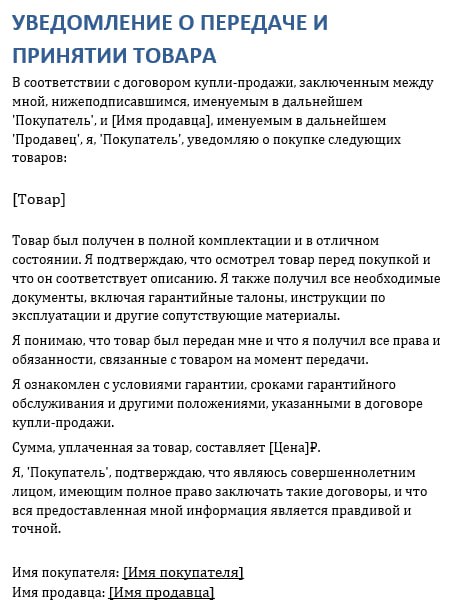 УВЕДОМЛЕНИЕ О ПЕРЕДАЧЕ И
ПРИНЯТИИ ТОВАРА
В соответствии с договором купли-продажи, заключенным между
мной, нижеподписавшимся, именуемым в дальнейшем
'Покупатель', и [Имя продавца], именуемым в дальнейшем
'Продавец', я, 'Покупатель', уведомляю о покупке следующих
товаров:
[Товар]
Товар был получен в полной комплектации и в отличном
состоянии. Я подтверждаю, что осмотрел товар перед покупкой и
что он соответствует описанию. Я также получил все необходимые
документы, включая гарантийные талоны, инструкции по
эксплуатации и другие сопутствующие материалы.
Я понимаю, что товар был передан мне и что я получил все права и
обязанности, связанные с товаром на момент передачи.
Я ознакомлен с условиями гарантии, сроками гарантийного
обслуживания и другими положениями, указанными в договоре
купли-продажи.
Сумма, уплаченная за товар, составляет [Цена]₽.
Я, 'Покупатель', подтверждаю, что являюсь совершеннолетним
лицом, имеющим полное право заключать такие договоры, и что
вся предоставленная мной информация является правдивой и
точной.
Имя покупателя: [Имя покупателя]
Имя продавца: [Имя продавца]